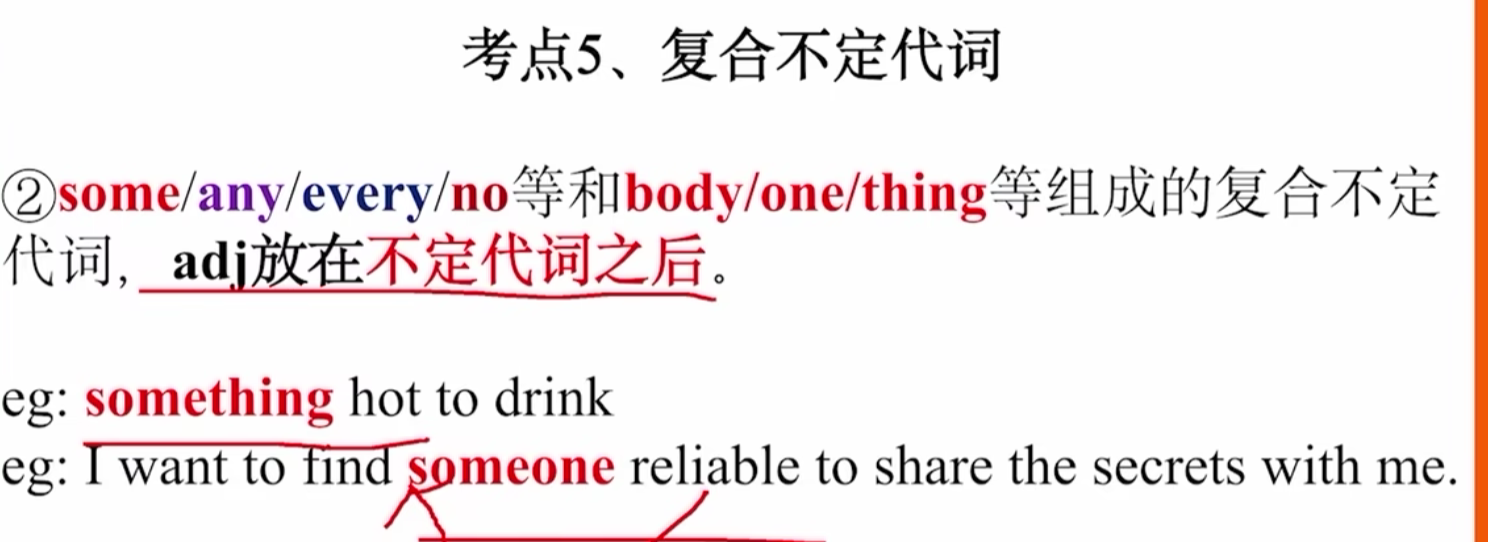 考点5、复合不定代词
②some/any/every/no等和body/one/thing等组成的复合不定
代词, adj放在不定代词之后。
eg: something hot to drink
eg: I want to find someone reliable to share the secrets with me.